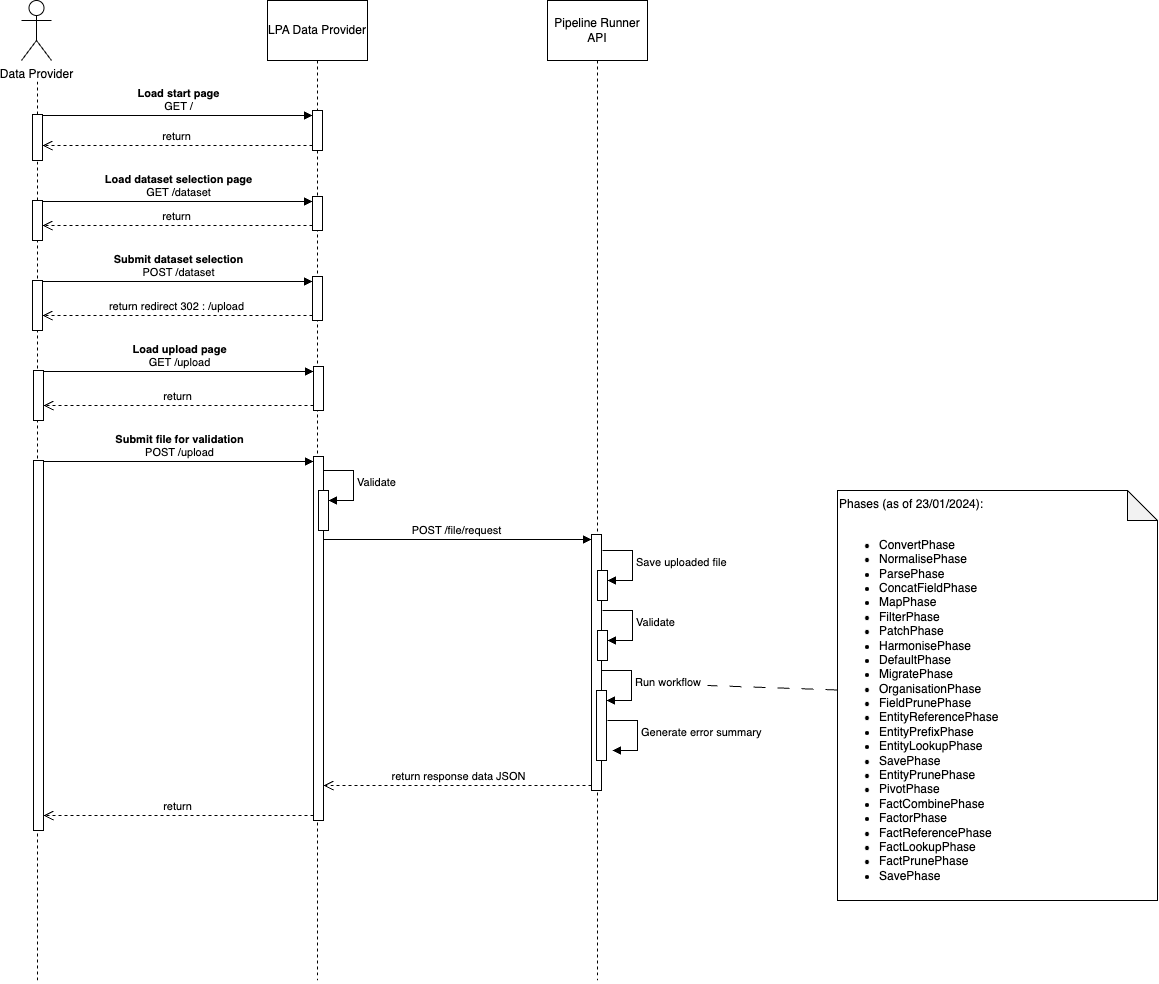 Data Provider
LPA Data Provider
Pipeline Runner
API
Load start page
GET /
return
Load dataset selection page
GET /dataset
return
Submit dataset selection
POST /dataset
return redirect 302 : /upload
Load upload page
GET /upload
return
Submit file for validation
POST /upload
Validate
POST /file/request
Save uploaded file
Validate
Run workflow
Generate error summary
return response data JSON
return
Phases (as of 23/01/2024):
ConvertPhase
NormalisePhase
ParsePhase
ConcatFieldPhase
MapPhase
FilterPhase
PatchPhase
HarmonisePhase
DefaultPhase
MigratePhase
OrganisationPhase
FieldPrunePhase
EntityReferencePhase
EntityPrefixPhase
EntityLookupPhase
SavePhase
EntityPrunePhase
PivotPhase
FactCombinePhase
FactorPhase
FactReferencePhase
FactLookupPhase
FactPrunePhase
SavePhase